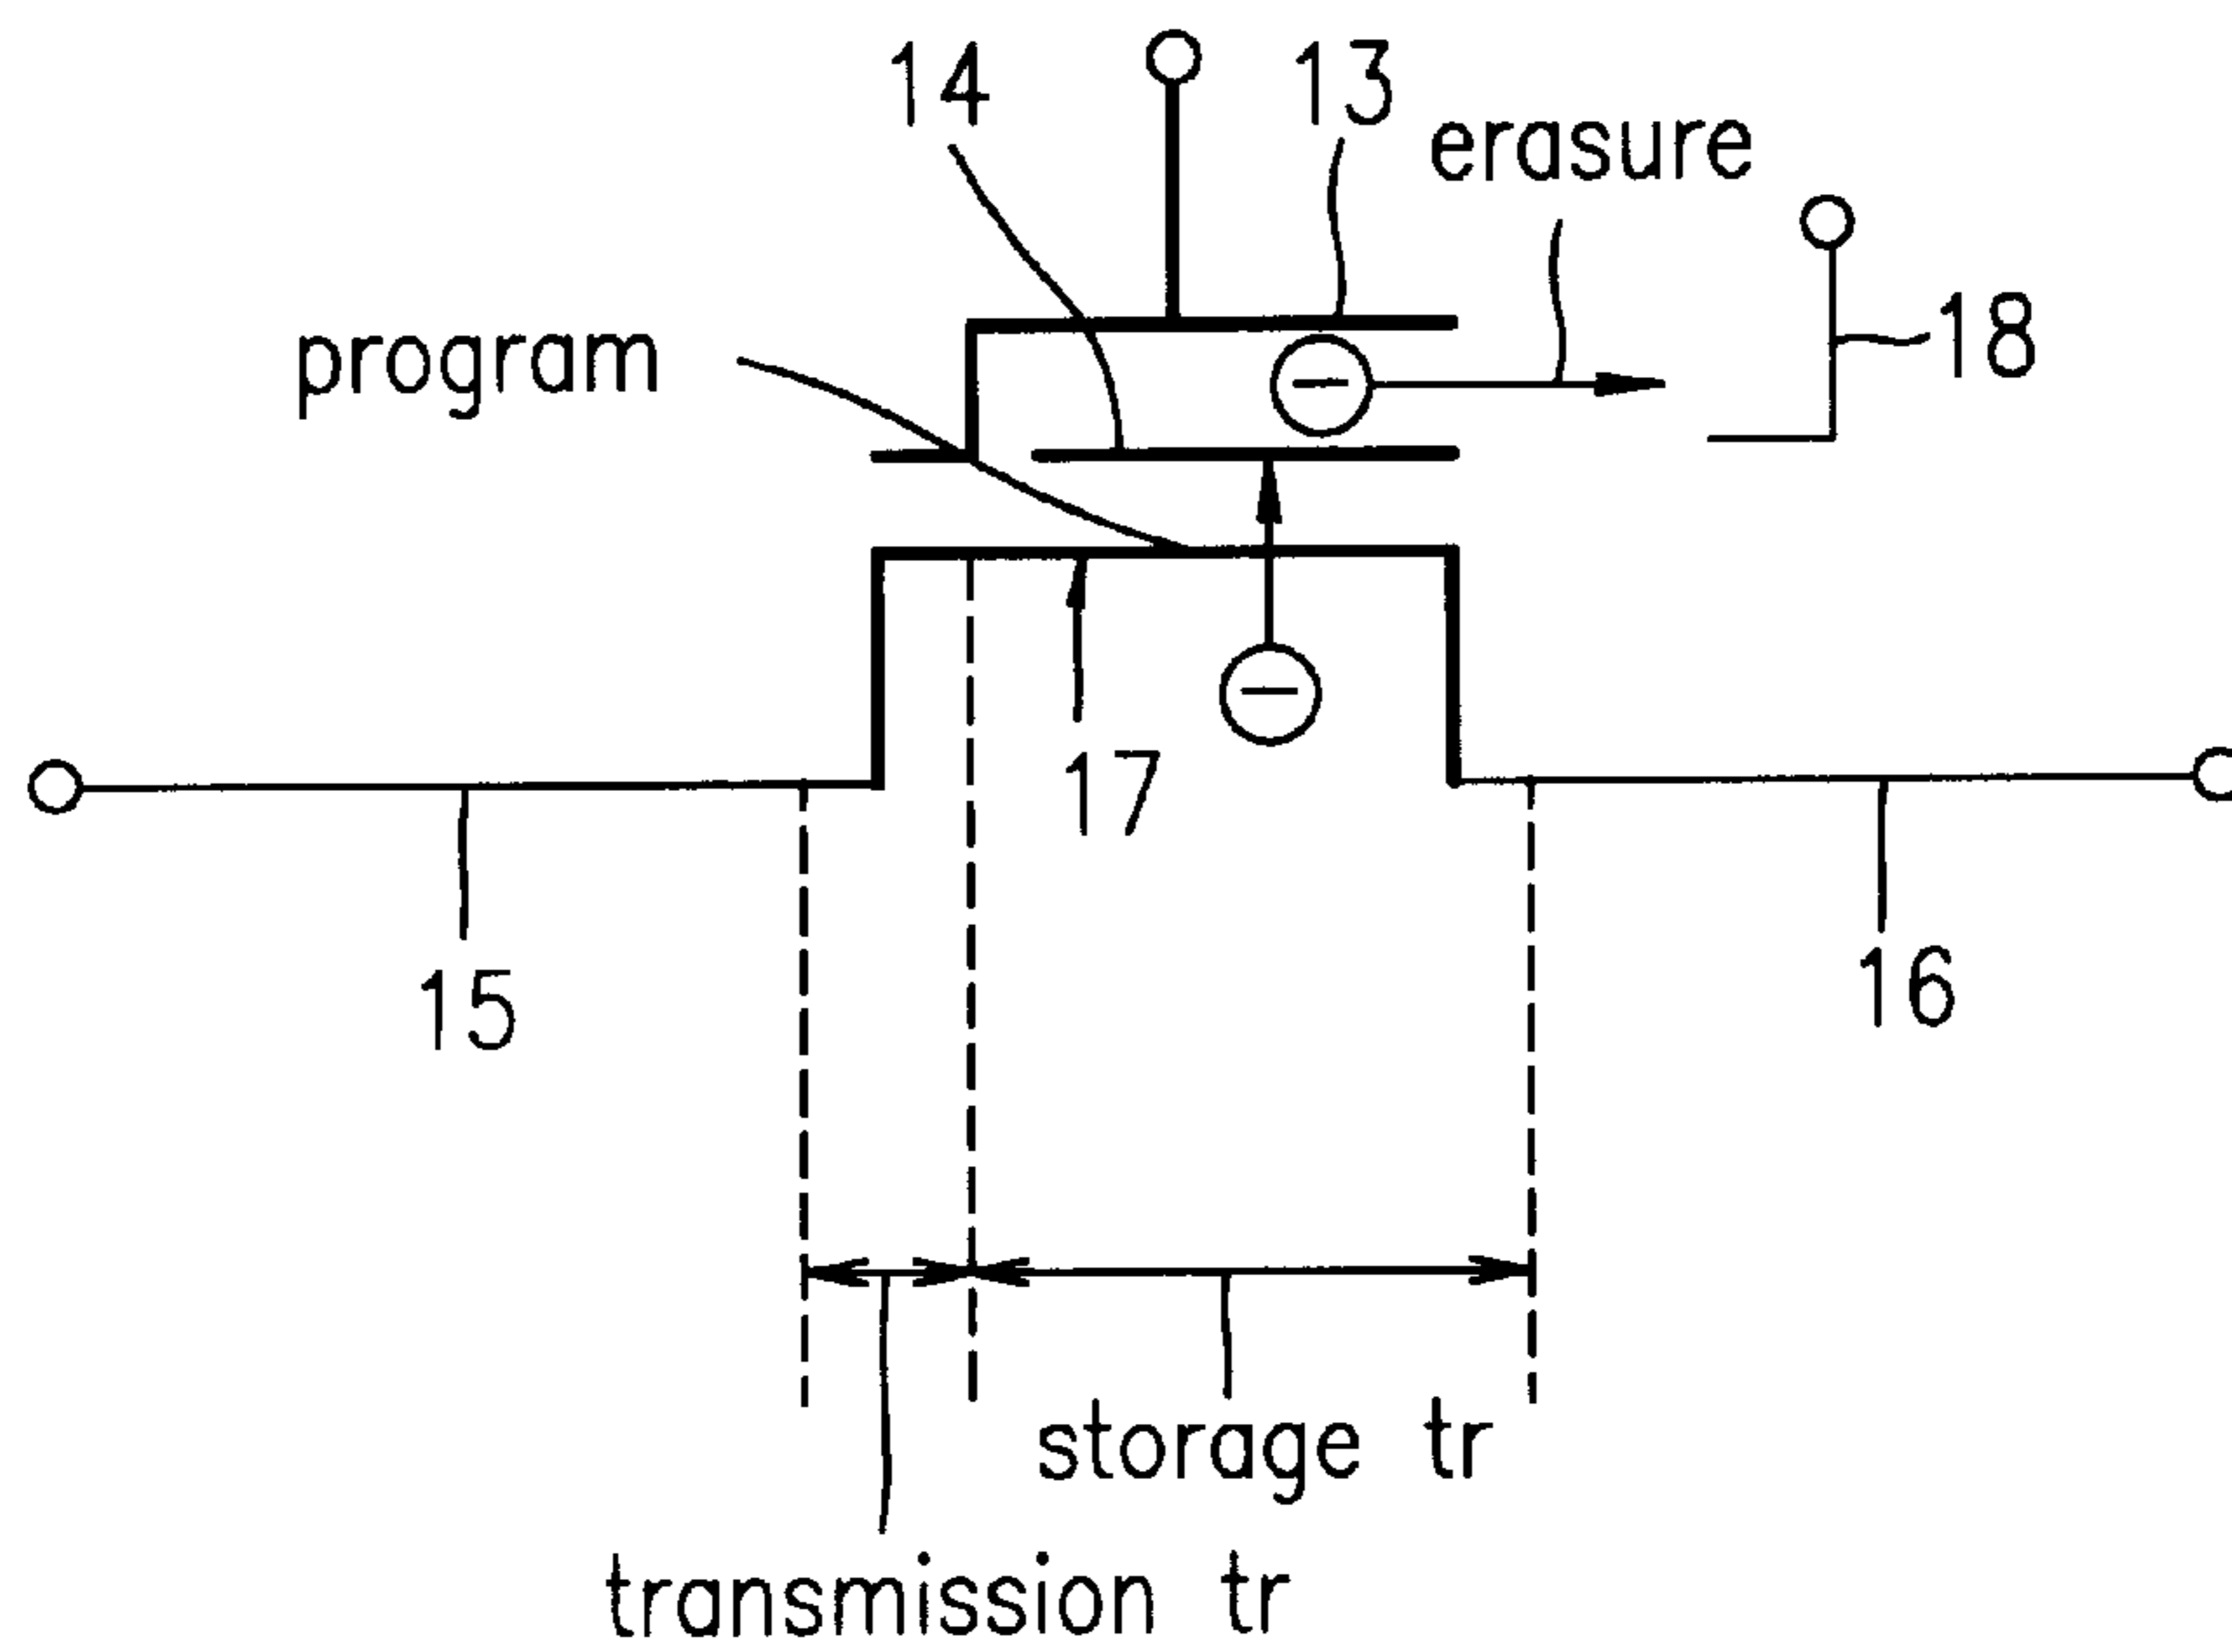 14
13
erasure
program
18
17
15
16
storage tr
transmission tr